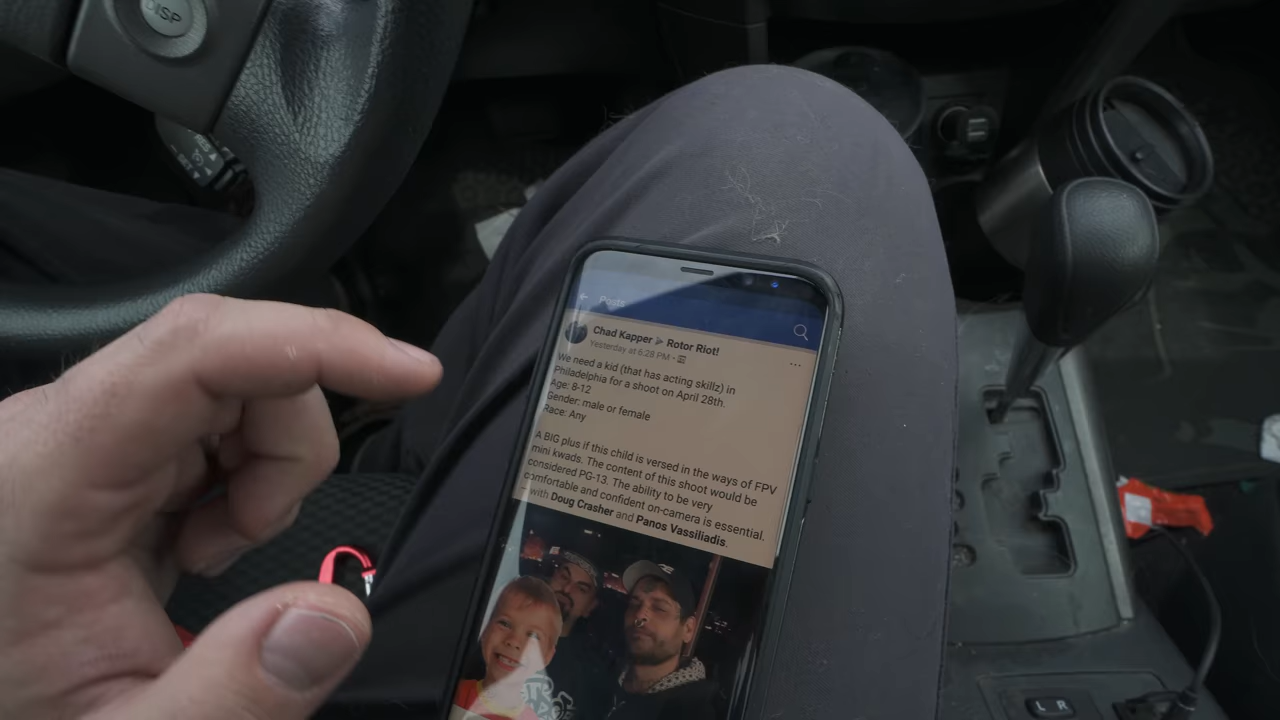 DISP
Posts
Chad Kapper ▶ Rotor Riot!
Yesterday at 6:28 PM •
We need a kid (that has acting skillz) in
Philadelphia for a shoot on April 28th.
Age: 8-12
Gender: male or female
Race: Any
A BIG plus if this child is versed in the ways of FPV
mini kwads. The content of this shoot would be
considered PG-13. The ability to be very
comfortable and confident on-camera is essential.
— with Doug Crasher and Panos Vassiliadis.
L R